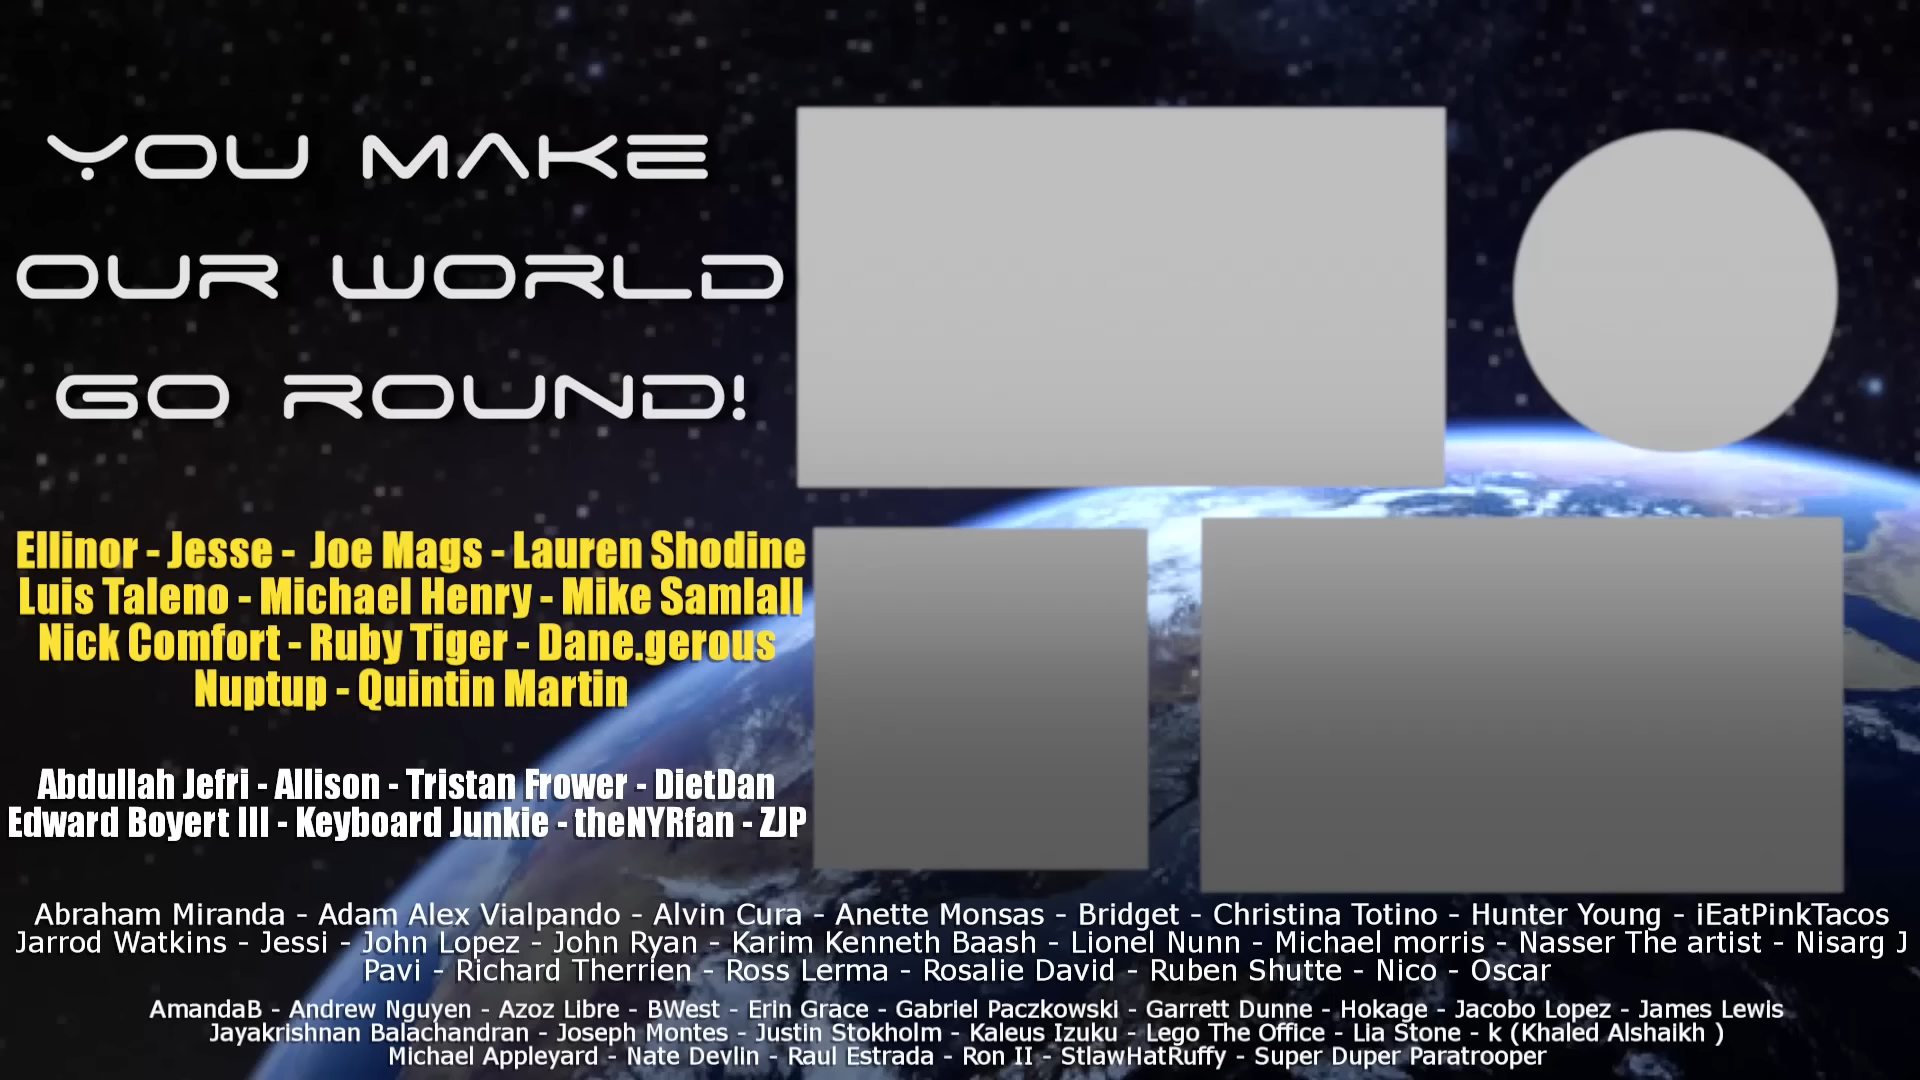 YOU MAKE
OUR WORLD
GO ROUND!
Ellinor - Jesse - Joe Mags - Lauren Shodine
Luis Taleno - Michael Henry - Mike Samlall
Nick Comfort - Ruby Tiger - Dane.gerous
Nuptup - Quintin Martin
Abdullah Jefri - Allison - Tristan Frower - DietDan
Edward Boyert III - Keyboard Junkie - theNYRfan - ZJP
Abraham Miranda - Adam Alex Vialpando - Alvin Cura - Anette Monsas - Bridget - Christina Totino - Hunter Young - iEatPinkTacos
Jarrod Watkins - Jessi - John Lopez - John Ryan - Karim Kenneth Baash - Lionel Nunn - Michael morris - Nasser The artist - Nisarg J
Pavi - Richard Therrien - Ross Lerma - Rosalie David - Ruben Shutte - Nico - Oscar
AmandaB - Andrew Nguyen - Azoz Libre - BWest - Erin Grace - Gabriel Paczkowski - Garrett Dunne - Hokage - Jacobo Lopez - James Lewis
Jayakrishnan Balachandran - Joseph Montes - Justin Stokholm - Kaleus Izuku - Lego The Office - Lia Stone - k (Khaled Alshaikh )
Michael Appleyard - Nate Devlin - Raul Estrada - Ron II - StlawHatRuffy - Super Duper Paratrooper